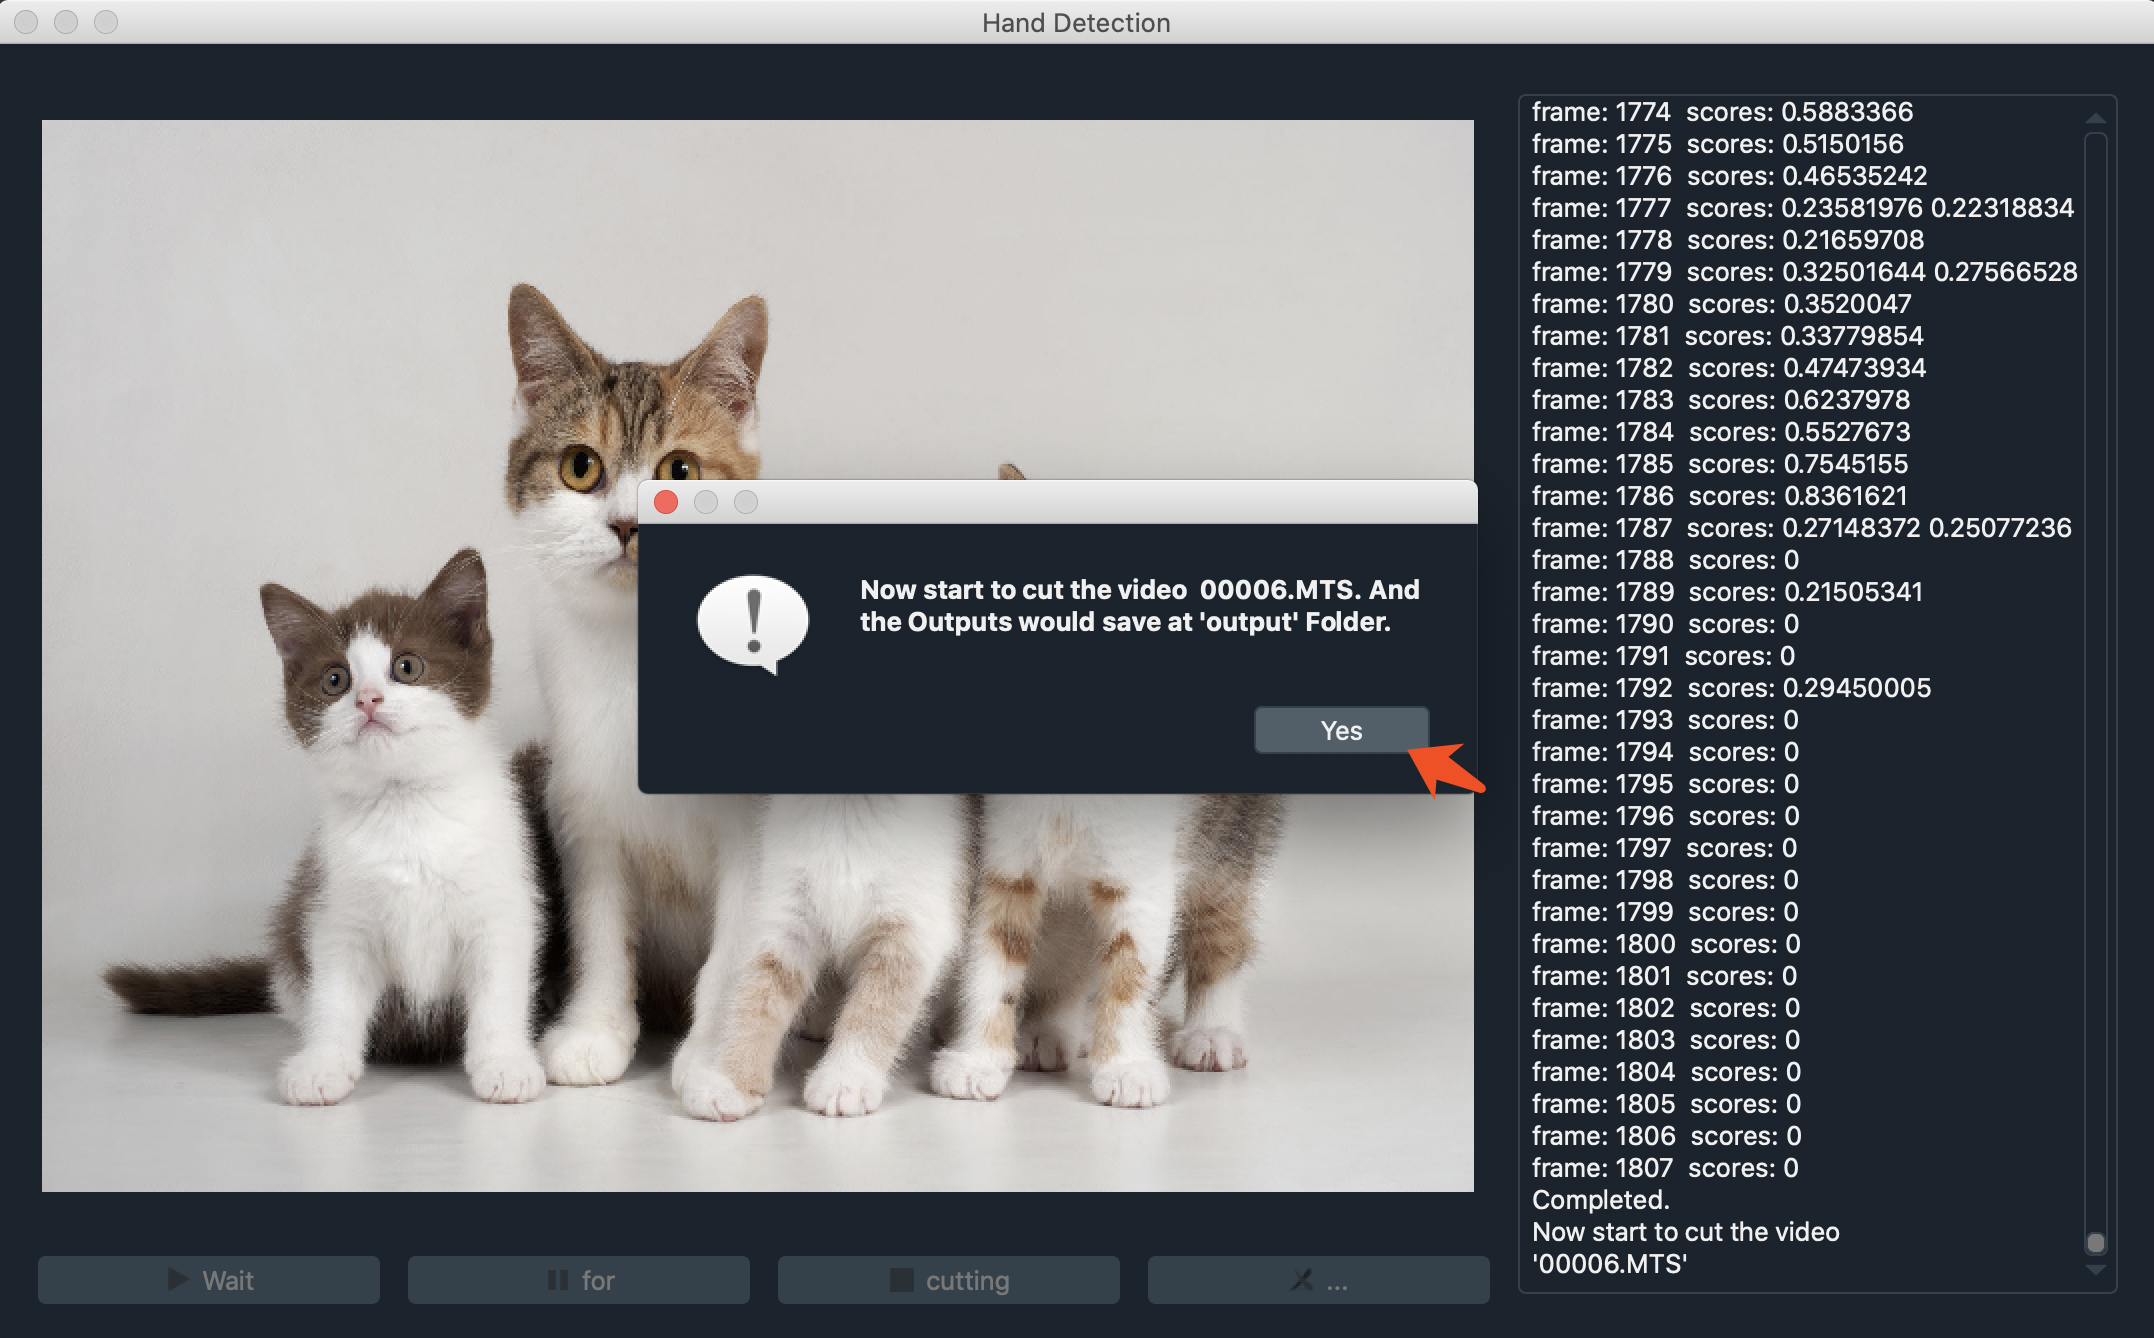 Hand Detection
frame: 1774 scores: 0.5883366
frame: 1775 scores: 0.5150156
frame: 1776 scores: 0.46535242
frame: 1777 scores: 0.23581976 0.22318834
frame: 1778 scores: 0.21659708
frame: 1779 scores: 0.32501644 0.27566528
frame: 1780 scores: 0.3520047
frame: 1781 scores: 0.33779854
frame: 1782 scores: 0.47473934
frame: 1783 scores: 0.6237978
frame: 1784 scores: 0.5527673
frame: 1785 scores: 0.7545155
frame: 1786 scores: 0.8361621
frame: 1787 scores: 0.27148372 0.25077236
frame: 1788 scores: 0
frame: 1789 scores: 0.21505341
frame: 1790 scores: 0
frame: 1791 scores: 0
frame: 1792 scores: 0.29450005
frame: 1793 scores: 0
frame: 1794 scores: 0
frame: 1795 scores: 0
frame: 1796 scores: 0
frame: 1797 scores: 0
frame: 1798 scores: 0
frame: 1799 scores: 0
frame: 1800 scores: 0
frame: 1801 scores: 0
frame: 1802 scores: 0
frame: 1803 scores: 0
frame: 1804 scores: 0
frame: 1805 scores: 0
frame: 1806 scores: 0
frame: 1807 scores: 0
Completed.
Now start to cut the video
'00006.MTS'
Now start to cut the video 00006.MTS. And
the Outputs would save at 'output' Folder.
Yes
Wait
for
cutting
...